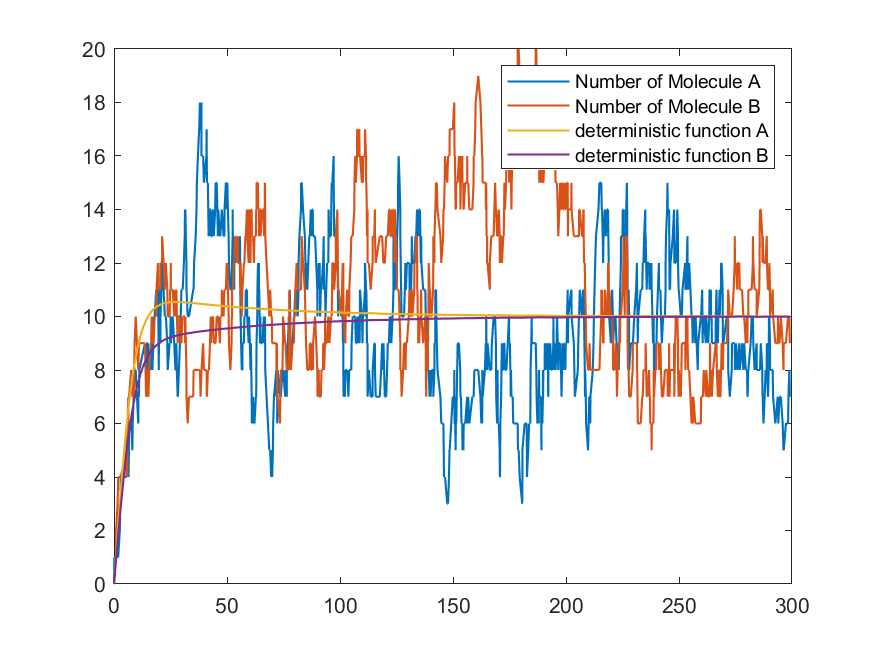 20
18
16
14
12
10
8
6
4
2
0
0 50 100 150 200 250 300
Number of Molecule A
Number of Molecule B
deterministic function A
deterministic function B